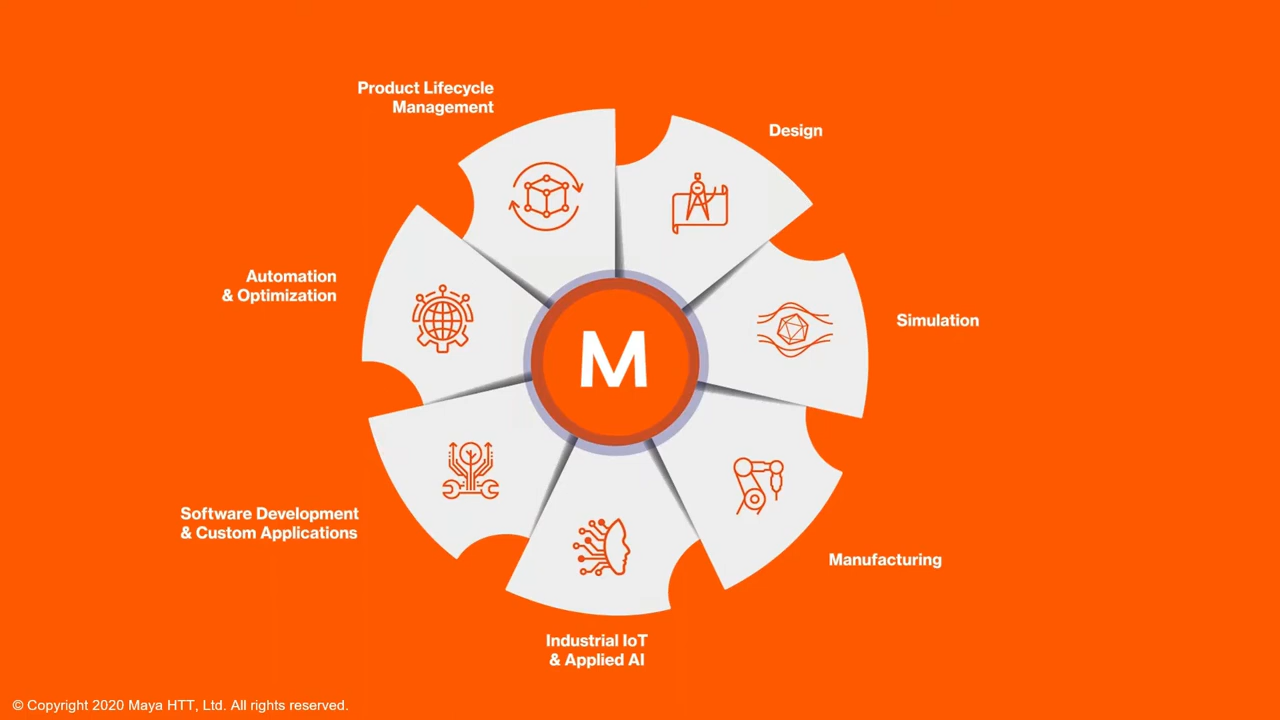 Product Lifecycle
Management
Design
Automation
& Optimization
Simulation
M
Software Development
& Custom Applications
Manufacturing
Industrial IoT
& Applied AI
© Copyright 2020 Maya HTT, Ltd. All rights reserved.